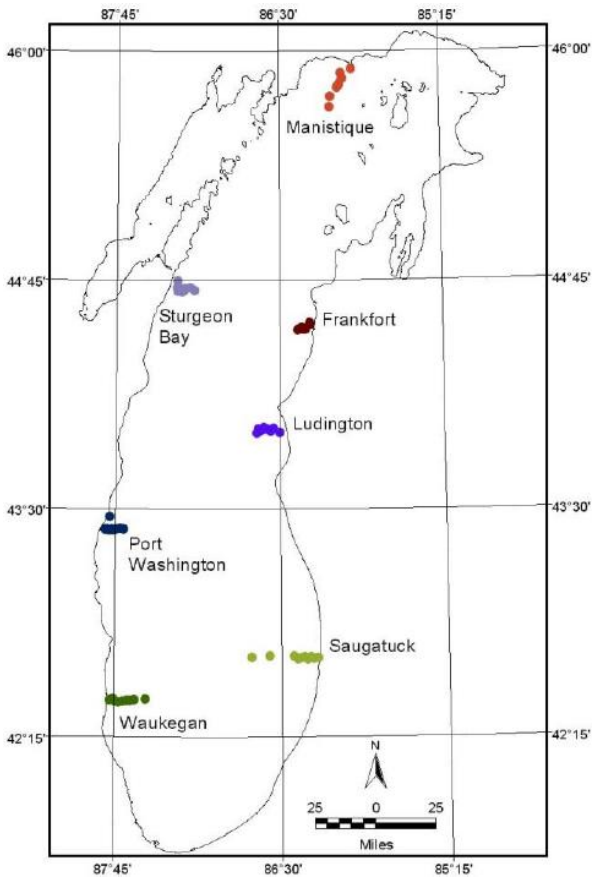 87°45' 86°30' 85°15'
46°00' 46°00'
Manistique
44°45' 44°45'
Sturgeon
Bay
Frankfort
Ludington
43°30' 43°30'
Port
Washington
Saugatuck
Waukegan
42°15' 42°15'
N
25 0 25
Miles
87°45' 86°30' 85°15'